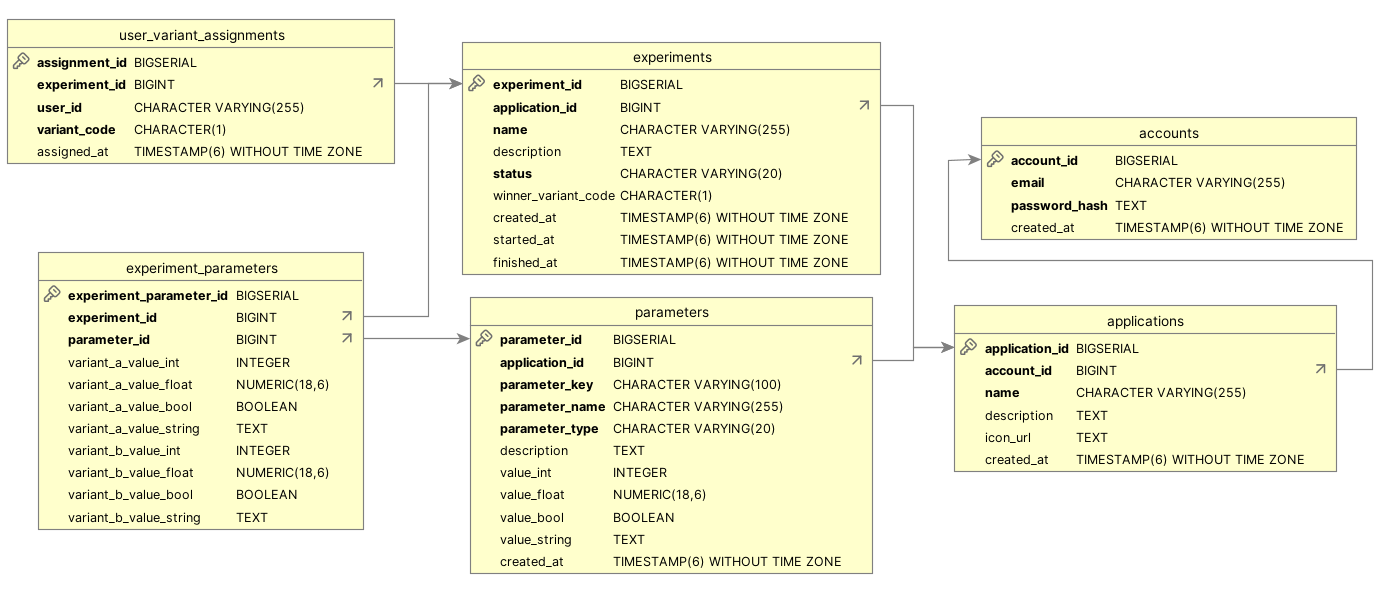 user_variant_assignments
assignment_id BIGSERIAL
experiment_id BIGINT
user_id CHARACTER VARYING(255)
variant_code CHARACTER(1)
assigned_at TIMESTAMP(6) WITHOUT TIME ZONE
experiments
experiment_id BIGSERIAL
application_id BIGINT
name CHARACTER VARYING(255)
description TEXT
status CHARACTER VARYING(20)
winner_variant_code CHARACTER(1)
created_at TIMESTAMP(6) WITHOUT TIME ZONE
started_at TIMESTAMP(6) WITHOUT TIME ZONE
finished_at TIMESTAMP(6) WITHOUT TIME ZONE
accounts
account_id BIGSERIAL
email CHARACTER VARYING(255)
password_hash TEXT
created_at TIMESTAMP(6) WITHOUT TIME ZONE
experiment_parameters
experiment_parameter_id BIGSERIAL
experiment_id BIGINT
parameter_id BIGINT
variant_a_value_int INTEGER
variant_a_value_float NUMERIC(18,6)
variant_a_value_bool BOOLEAN
variant_a_value_string TEXT
variant_b_value_int INTEGER
variant_b_value_float NUMERIC(18,6)
variant_b_value_bool BOOLEAN
variant_b_value_string TEXT
parameters
parameter_id BIGSERIAL
application_id BIGINT
parameter_key CHARACTER VARYING(100)
parameter_name CHARACTER VARYING(255)
parameter_type CHARACTER VARYING(20)
description TEXT
value_int INTEGER
value_float NUMERIC(18,6)
value_bool BOOLEAN
value_string TEXT
created_at TIMESTAMP(6) WITHOUT TIME ZONE
applications
application_id BIGSERIAL
account_id BIGINT
name CHARACTER VARYING(255)
description TEXT
icon_url TEXT
created_at TIMESTAMP(6) WITHOUT TIME ZONE